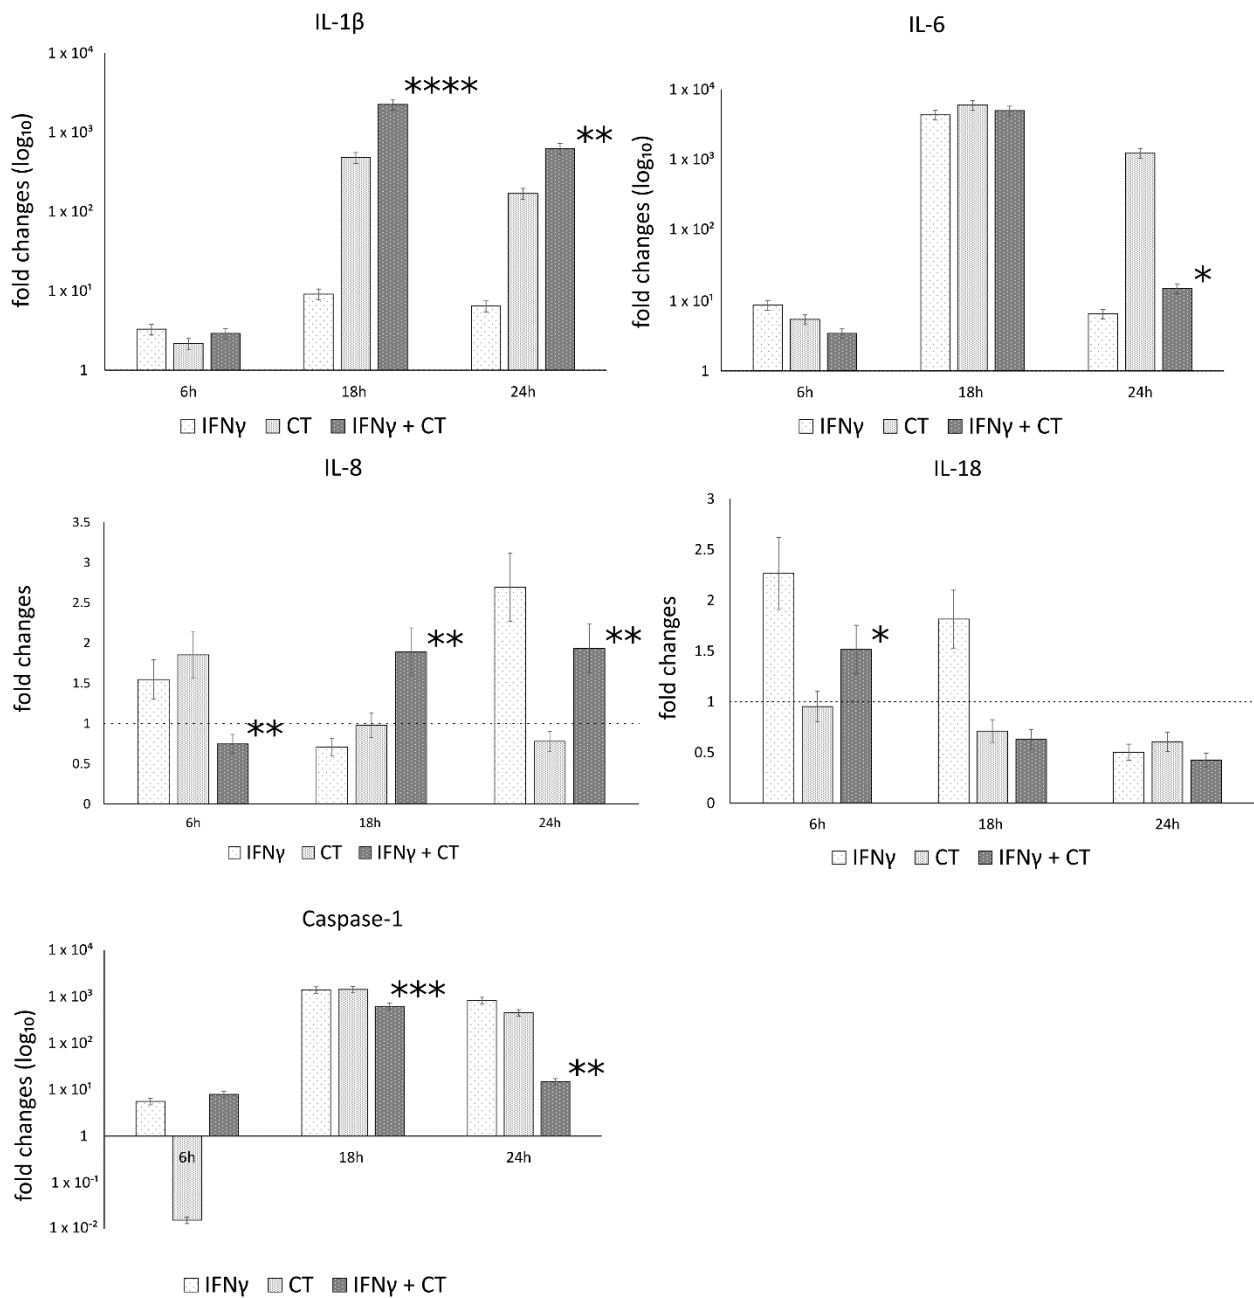 IL-1β
fold changes (log₁₀)
1 x 10⁴
1 x 10³
1 x 10²
1 x 10¹
1
****
**
6h 18h 24h
IFNγ CT IFNγ + CT
IL-6
fold changes (log₁₀)
1 x 10⁴
1 x 10³
1 x 10²
1 x 10¹
1
*
6h 18h 24h
IFNγ CT IFNγ + CT
IL-8
fold changes
3.5
3
2.5
2
1.5
1
0.5
0
**
**
**
6h 18h 24h
IFNγ CT IFNγ + CT
IL-18
fold changes
3
2.5
2
1.5
1
0.5
0
*
6h 18h 24h
IFNγ CT IFNγ + CT
Caspase-1
fold changes (log₁₀)
1 x 10⁴
1 x 10³
1 x 10²
1 x 10¹
1
1 x 10⁻¹
1 x 10⁻²
***
**
6h 18h 24h
IFNγ CT IFNγ + CT